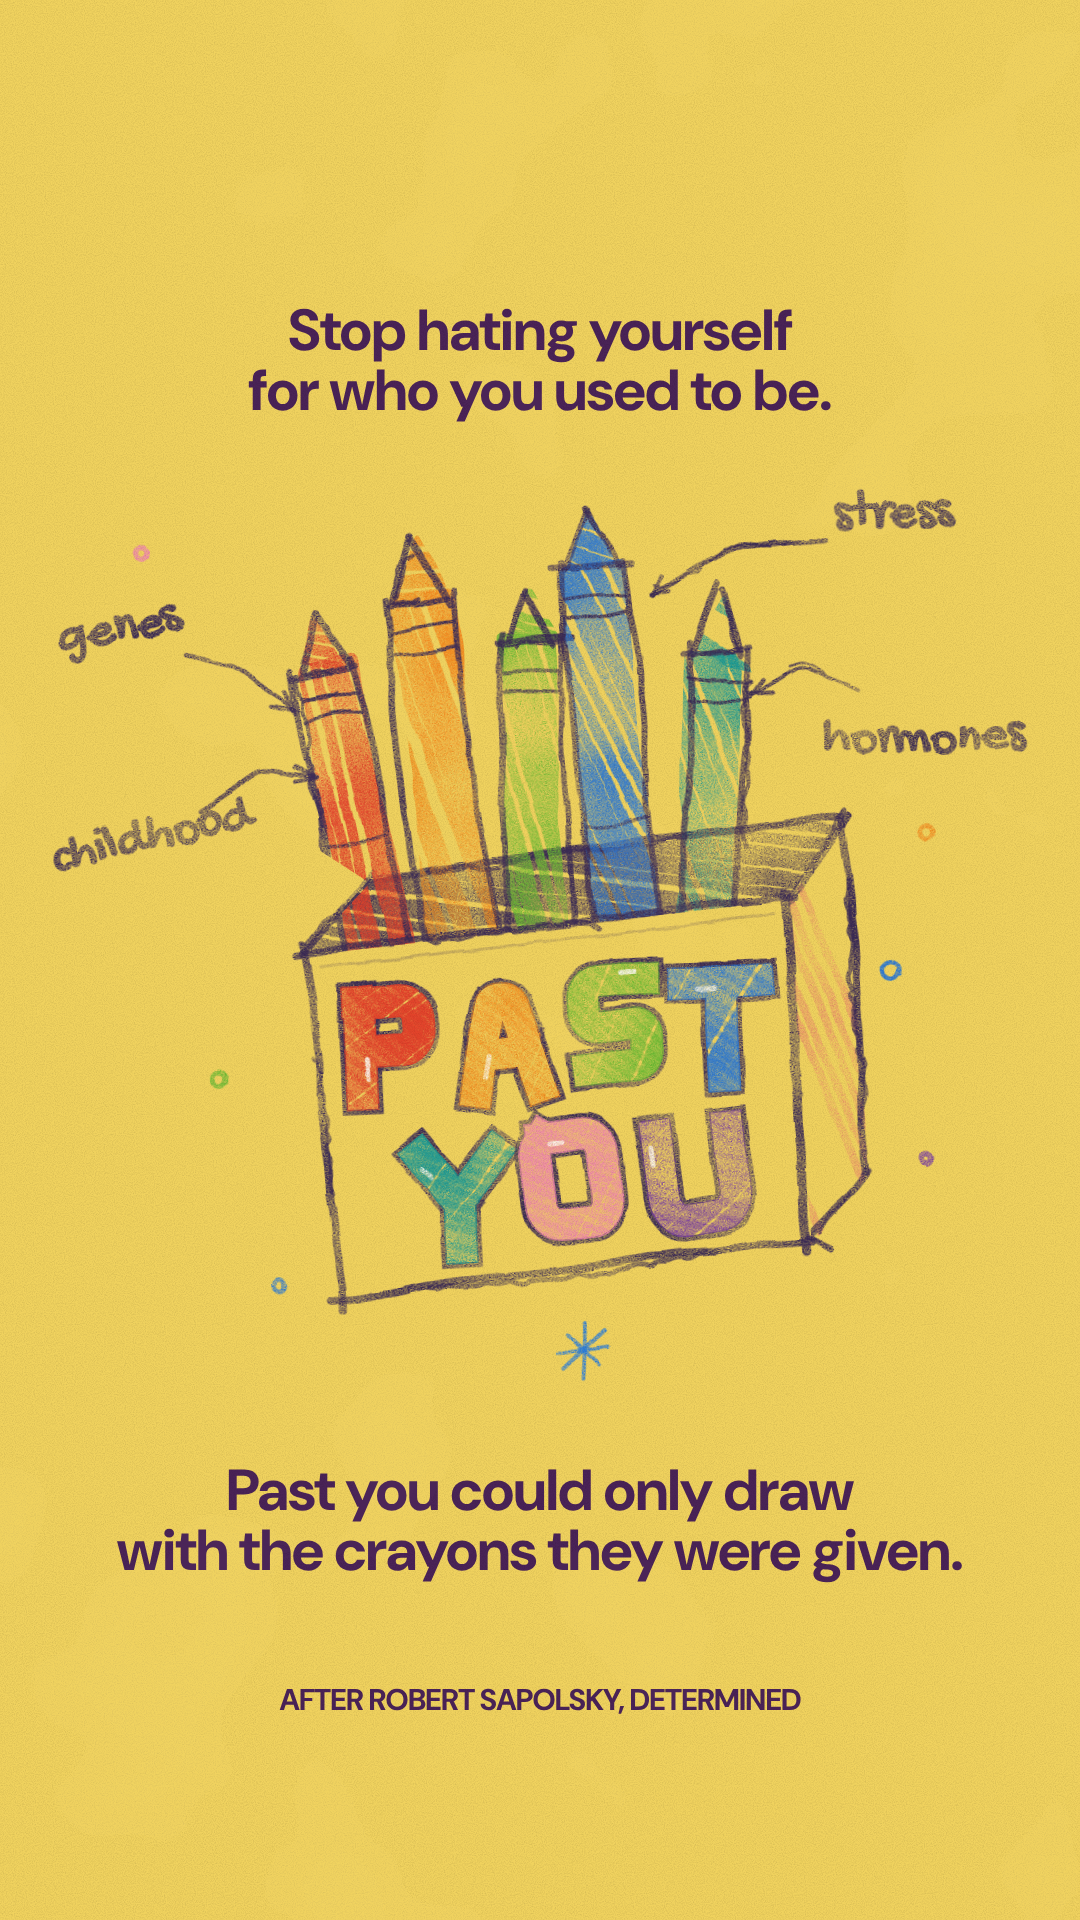 Stop hating yourself
for who you used to be.
stress
genes
hormones
childhood
PAST
YOU
Past you could only draw
with the crayons they were given.
AFTER ROBERT SAPOLSKY, DETERMINED